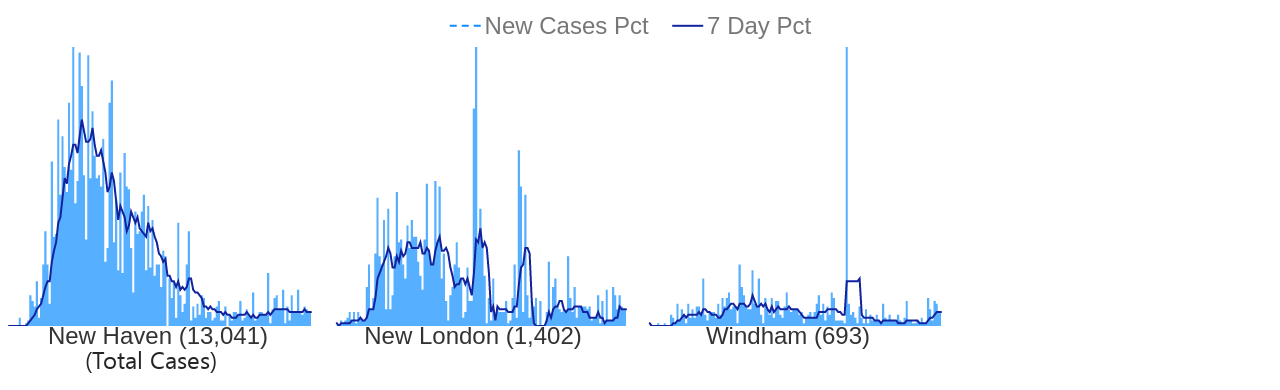 New Cases Pct 7 Day Pct
New Haven (13,041) New London (1,402) Windham (693)
(Total Cases)